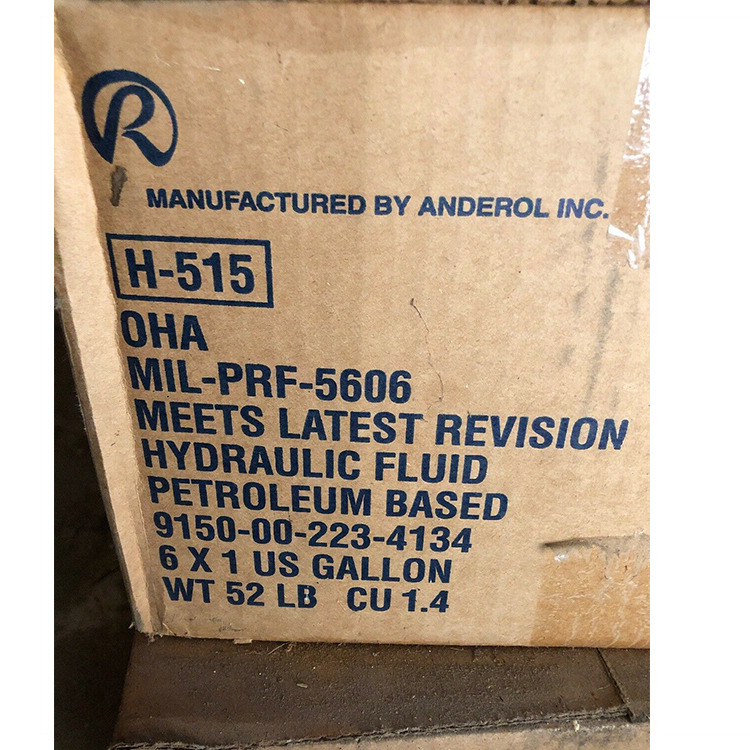 R
MANUFACTURED BY ANDEROL INC.
H-515
OHA
MIL-PRF-5606
MEETS LATEST REVISION
HYDRAULIC FLUID
PETROLEUM BASED
9150-00-223-4134
6 X 1 US GALLON
WT 52 LB CU 1.4